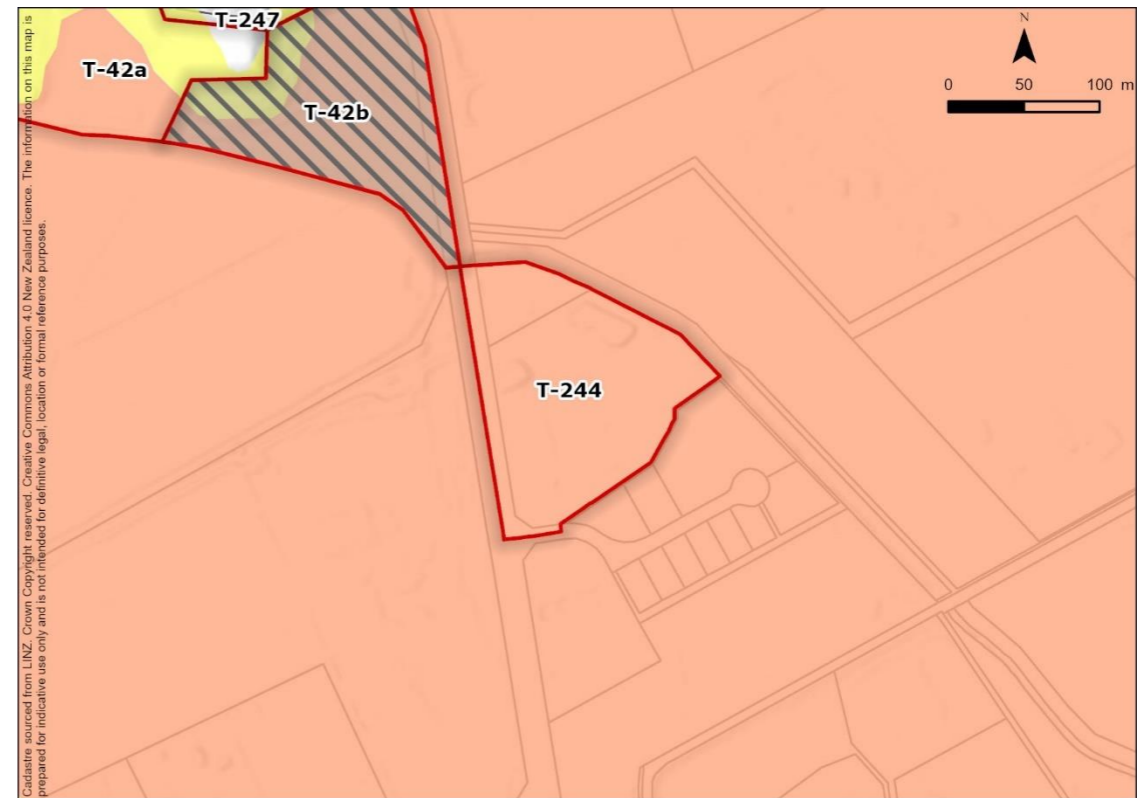 T-247
T-42a
T-42b
T-244
N
0 50 100 m
Cadastre sourced from LINZ. Crown Copyright reserved. Creative Commons Attribution 4.0 New Zealand licence. The information on this map is
prepared for indicative use only and is not intended for definitive legal, location or formal reference purposes.